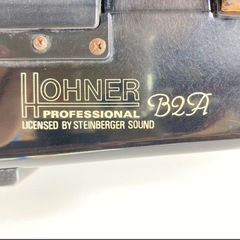 HOHNER
PROFESSIONAL B2A
LICENSED BY STEINBERGER SOUND